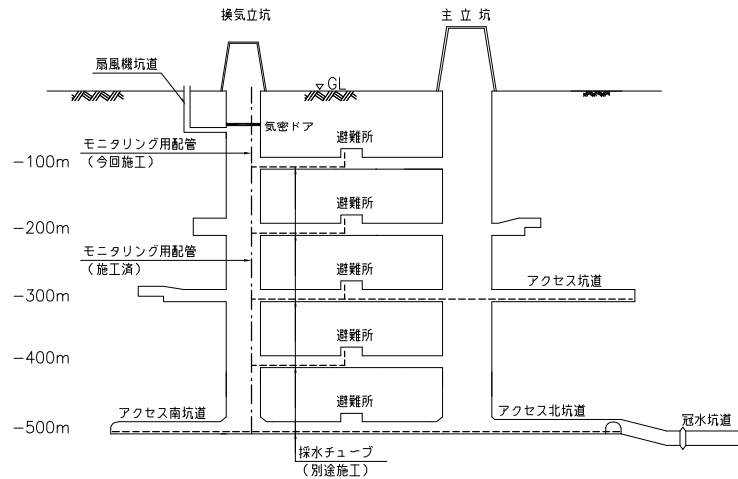 換気立坑
主 立 坑
扇風機坑道
GL
気密ドア
モニタリング用配管
(今回施工)
避難所
-100m
-200m
避難所
モニタリング用配管
(施工済)
避難所
アクセス坑道
-300m
避難所
-400m
アクセス南坑道
避難所
アクセス北坑道
冠水坑道
-500m
採水チューブ
(別途施工)